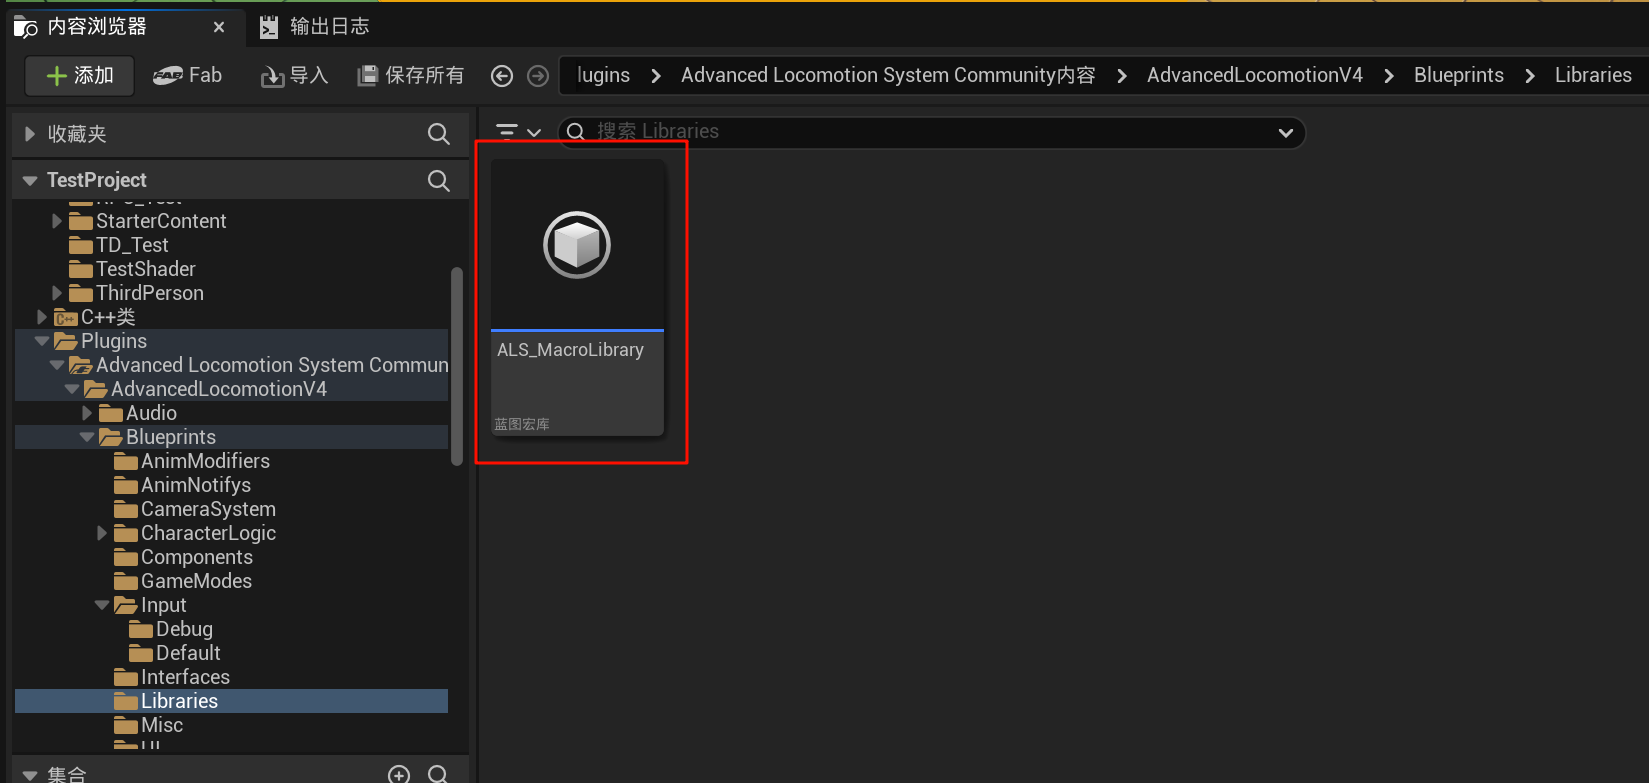 内容浏览器
输出日志
添加
Fab
导入
保存所有
lugins
Advanced Locomotion System Community内容
AdvancedLocomotionV4
Blueprints
Libraries
收藏夹
搜索 Libraries
TestProject
StarterContent
TD_Test
TestShader
ThirdPerson
C++类
Plugins
Advanced Locomotion System Commun
AdvancedLocomotionV4
Audio
Blueprints
AnimModifiers
AnimNotifys
CameraSystem
CharacterLogic
Components
GameModes
Input
Debug
Default
Interfaces
Libraries
Misc
UI
集合
ALS_MacroLibrary
蓝图宏库